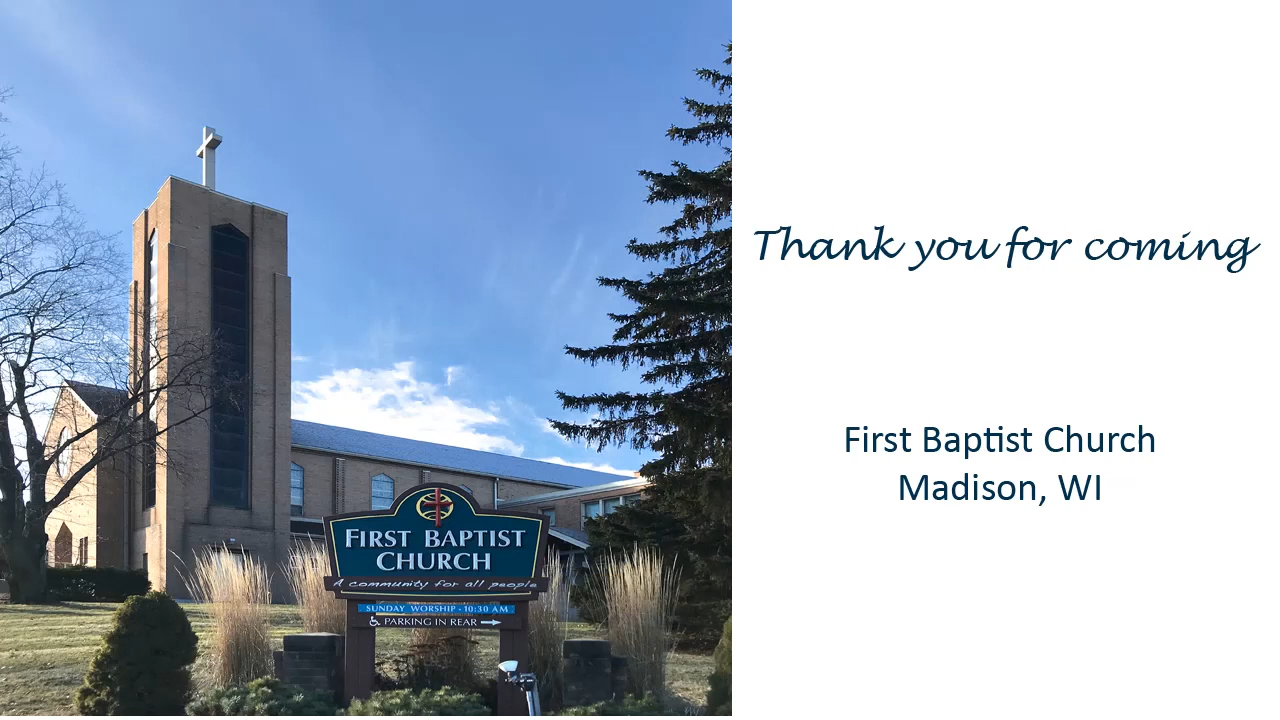 Thank you for coming
First Baptist Church
Madison, WI
FIRST BAPTIST
CHURCH
A community for all people
SUNDAY WORSHIP - 10:30 AM
PARKING IN REAR